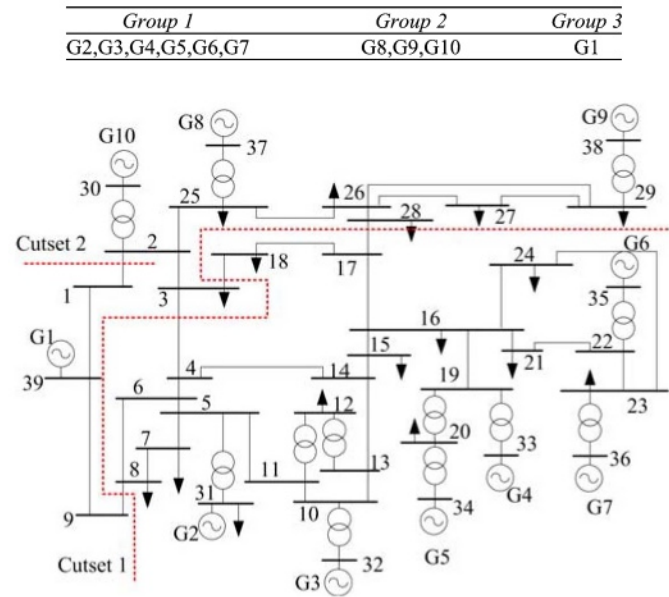 Group 1 Group 2 Group 3
G2,G3,G4,G5,G6,G7 G8,G9,G10 G1
G8 G9
G10 37 38
30 25 26 29
28 27
Cutset 2 2 18 17 24 G6
1 3 35
G1 16
15 21 22
39 4 14 19 23
6 5 12
7 20 33 36
8 11 13
31 10 34 G4 G7
9 G2 G5
Cutset 1 32
G3